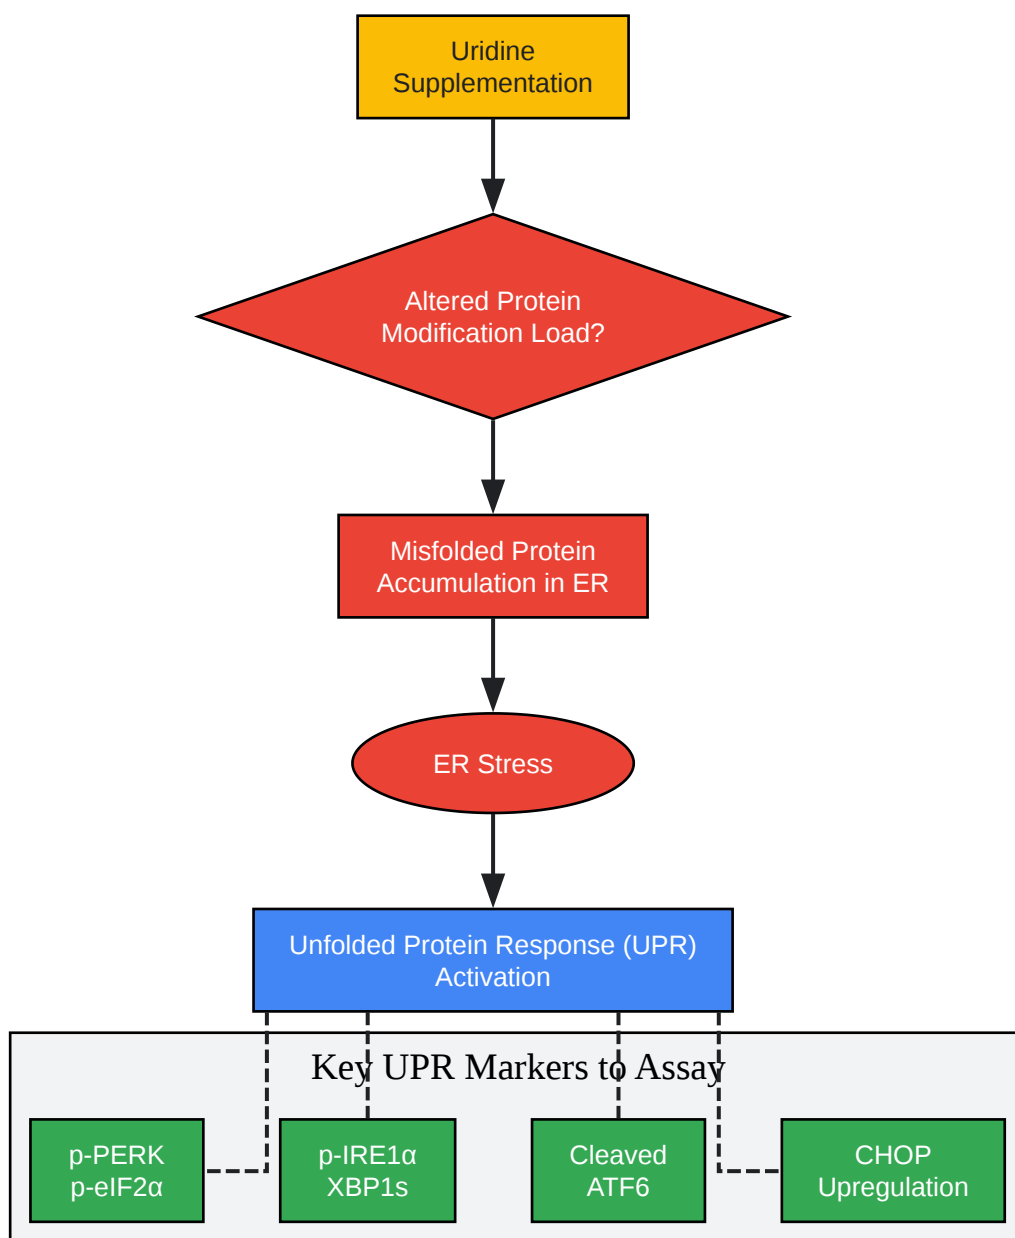 Uridine
Supplementation
Altered Protein
Modification Load?
Misfolded Protein
Accumulation in ER
ER Stress
Unfolded Protein Response (UPR)
Activation
Key UPR Markers to Assay
p-PERK
p-eIF2α
p-IRE1α
XBP1s
Cleaved
ATF6
CHOP
Upregulation